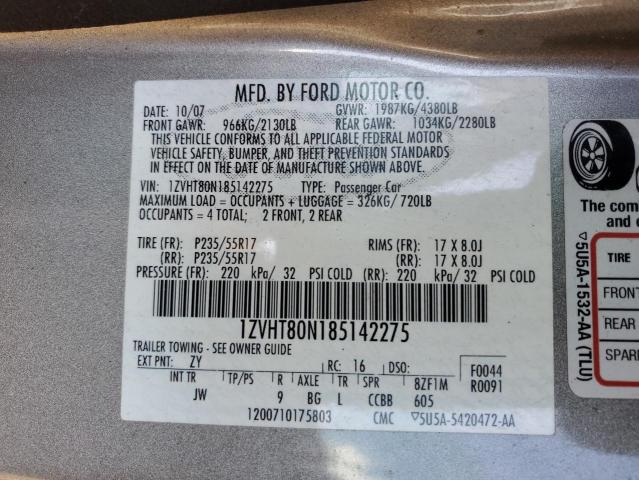 MFD. BY FORD MOTOR CO.
DATE: 10/07 GVWR: 1987KG/4380LB
FRONT GAWR: 966KG/2130LB REAR GAWR: 1034KG/2280LB
THIS VEHICLE CONFORMS TO ALL APPLICABLE FEDERAL MOTOR
VEHICLE SAFETY, BUMPER, AND THEFT PREVENTION STANDARDS
IN EFFECT ON THE DATE OF MANUFACTURE SHOWN ABOVE.
VIN: 1ZVHT80N185142275 TYPE: Passenger Car
MAXIMUM LOAD = OCCUPANTS + LUGGAGE = 326KG/ 720LB
OCCUPANTS = 4 TOTAL; 2 FRONT, 2 REAR
TIRE (FR): P235/55R17 RIMS (FR): 17 X 8.0J
(RR): P235/55R17 (RR): 17 X 8.0J
PRESSURE (FR): 220 kPa/ 32 PSI COLD (RR): 220 kPa/ 32 PSI COLD
1ZVHT80N185142275
TRAILER TOWING - SEE OWNER GUIDE
EXT PNT: ZY RC: 16 DSO: F0044
INT TR TP/PS R AXLE TR SPR 8ZF1M R0091
JW 9 BG L CCBB 605
1200710175803 CMC ▽5U5A-5420472-AA
The com
and c
TIRE
FRON
REAR
SPARE
▽5U5A-1532-AA (TLU)